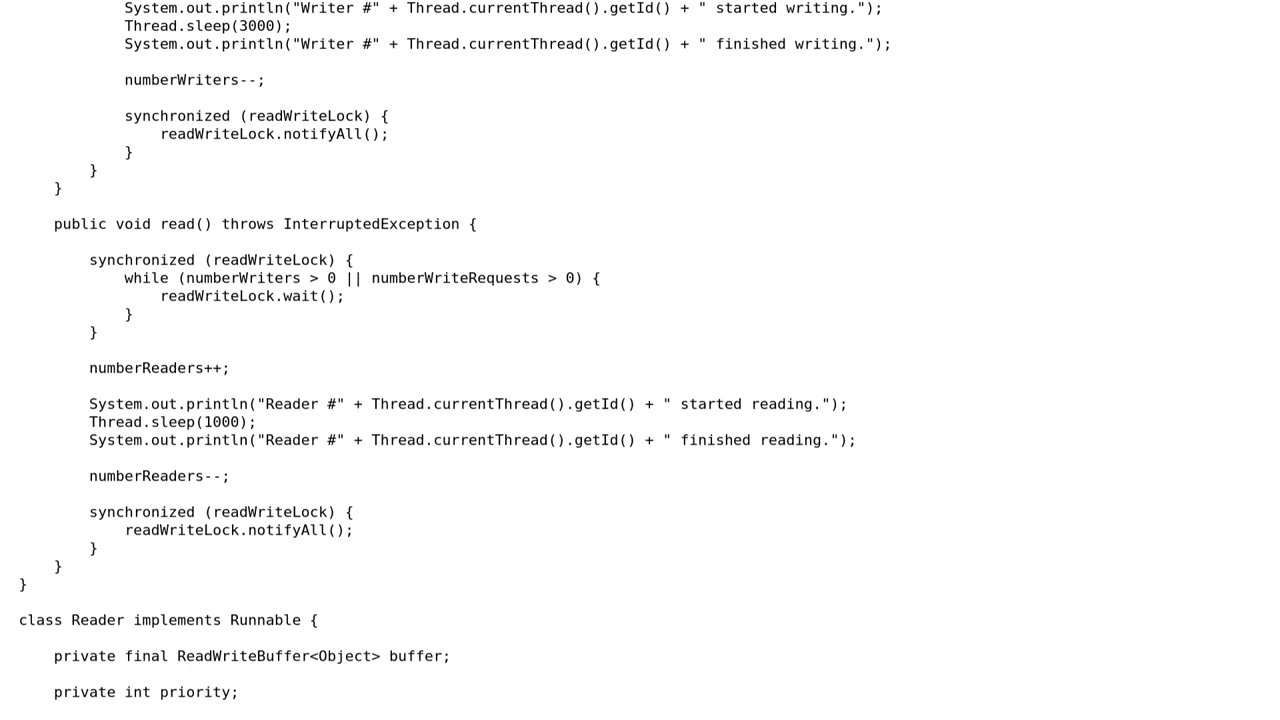 System.out.println("Writer #" + Thread.currentThread().getId() + " started writing.");
Thread.sleep(3000);
System.out.println("Writer #" + Thread.currentThread().getId() + " finished writing.");
numberWriters--;
synchronized (readWriteLock) {
readWriteLock.notifyAll();
}
}
}
public void read() throws InterruptedException {
synchronized (readWriteLock) {
while (numberWriters > 0 || numberWriteRequests > 0) {
readWriteLock.wait();
}
}
numberReaders++;
System.out.println("Reader #" + Thread.currentThread().getId() + " started reading.");
Thread.sleep(1000);
System.out.println("Reader #" + Thread.currentThread().getId() + " finished reading.");
numberReaders--;
synchronized (readWriteLock) {
readWriteLock.notifyAll();
}
}
}
class Reader implements Runnable {
private final ReadWriteBuffer<Object> buffer;
private int priority;